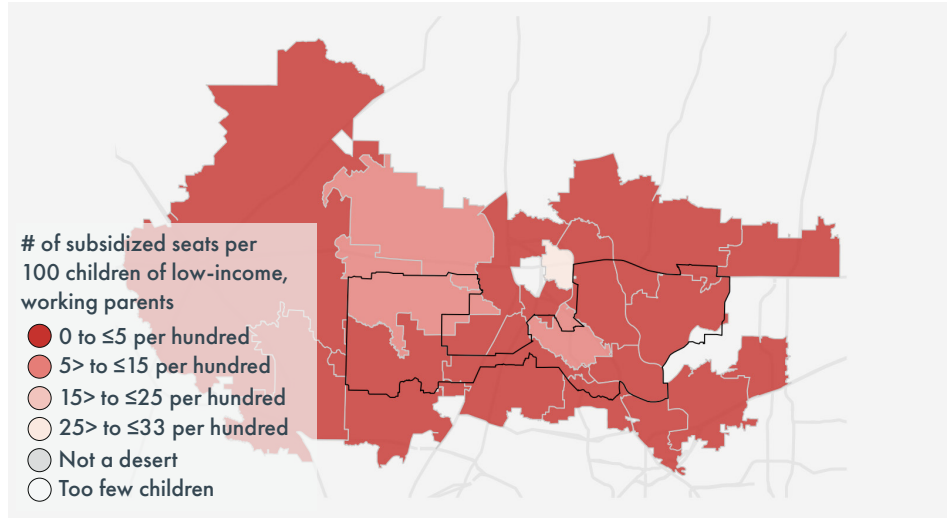 # of subsidized seats per
100 children of low-income,
working parents
0 to ≤5 per hundred
5> to ≤15 per hundred
15> to ≤25 per hundred
25> to ≤33 per hundred
Not a desert
Too few children